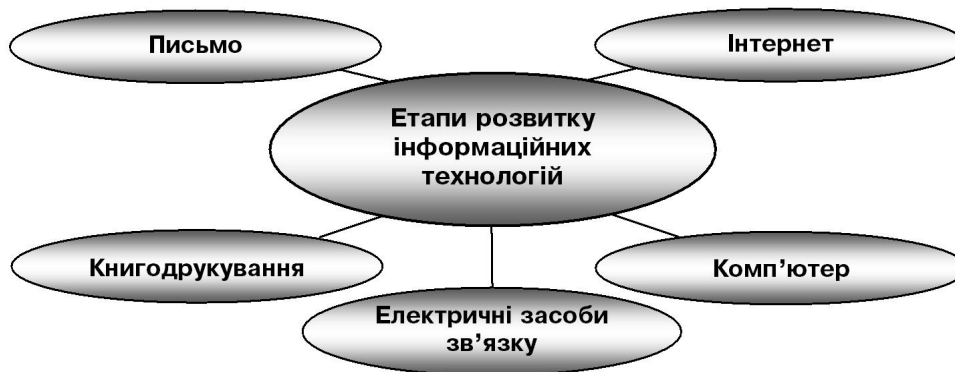 Письмо
Інтернет
Етапи розвитку
інформаційних
технологій
Книгодрукування
Комп’ютер
Електричні засоби
зв’язку